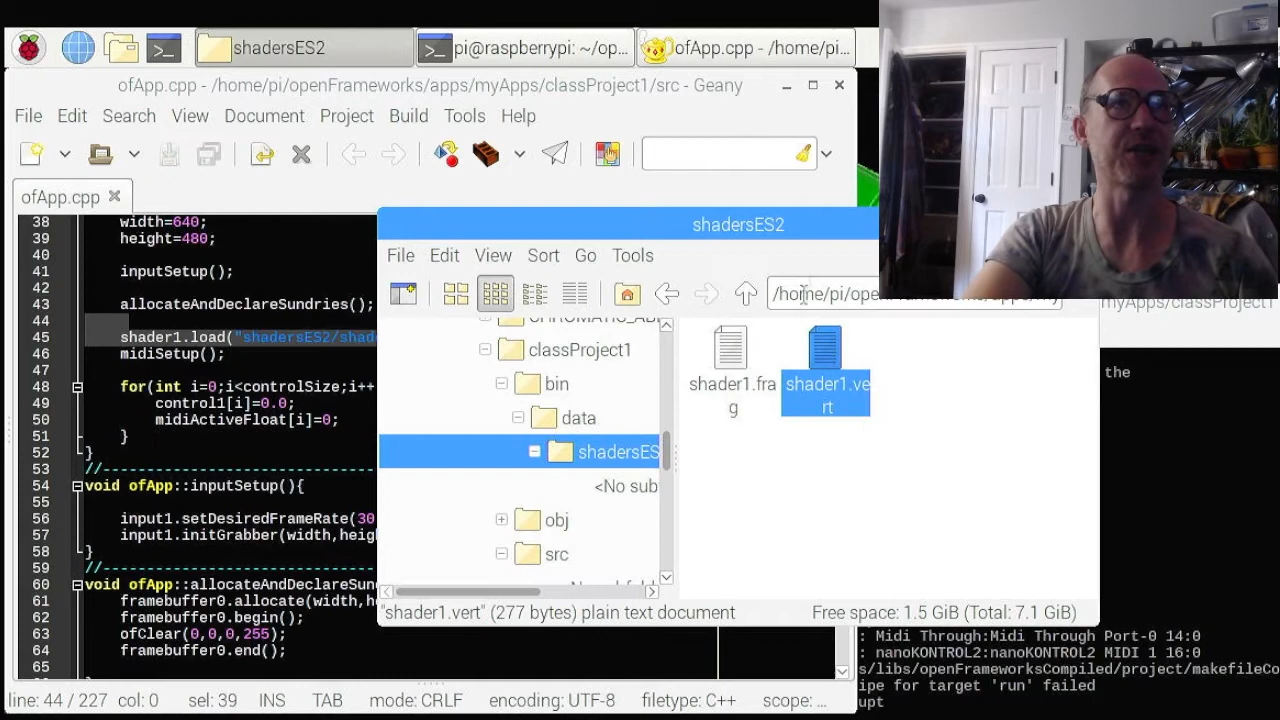 shadersES2
pi@raspberrypi: ~/op...
ofApp.cpp - /home/pi...
ofApp.cpp - /home/pi/openFrameworks/apps/myApps/classProject1/src - Geany
File Edit Search View Document Project Build Tools Help
ofApp.cpp
38 width=640;
39 height=480;
40
41 inputSetup();
42
43 allocateAndDeclareSundries();
44
45 shader1.load("shadersES2/shade
46 midiSetup();
47
48 for(int i=0;i<controlSize;i++
49 control1[i]=0.0;
50 midiActiveFloat[i]=0;
51 }
52 }
53 //
54 void ofApp::inputSetup(){
55
56 input1.setDesiredFrameRate(30
57 input1.initGrabber(width,heigh
58 }
59 //
60 void ofApp::allocateAndDeclareSund
61 framebuffer0.allocate(width,he
62 framebuffer0.begin();
63 ofClear(0,0,0,255);
64 framebuffer0.end();
65
line: 44 / 227 col: 0 sel: 39 INS TAB mode: CRLF encoding: UTF-8 filetype: C++ scope: ...
shadersES2
File Edit View Sort Go Tools
classProject1
bin
data
shadersES
<No sub
obj
src
shader1.fra
g
shader1.ve
rt
"shader1.vert" (277 bytes) plain text document
Free space: 1.5 GiB (Total: 7.1 GiB)
myApps/classProject1
the
: Midi Through:Midi Through Port-0 14:0
: nanoKONTROL2:nanoKONTROL2 MIDI 1 16:0
s/libs/openFrameworksCompiled/project/makefileCo
ipe for target 'run' failed
upt